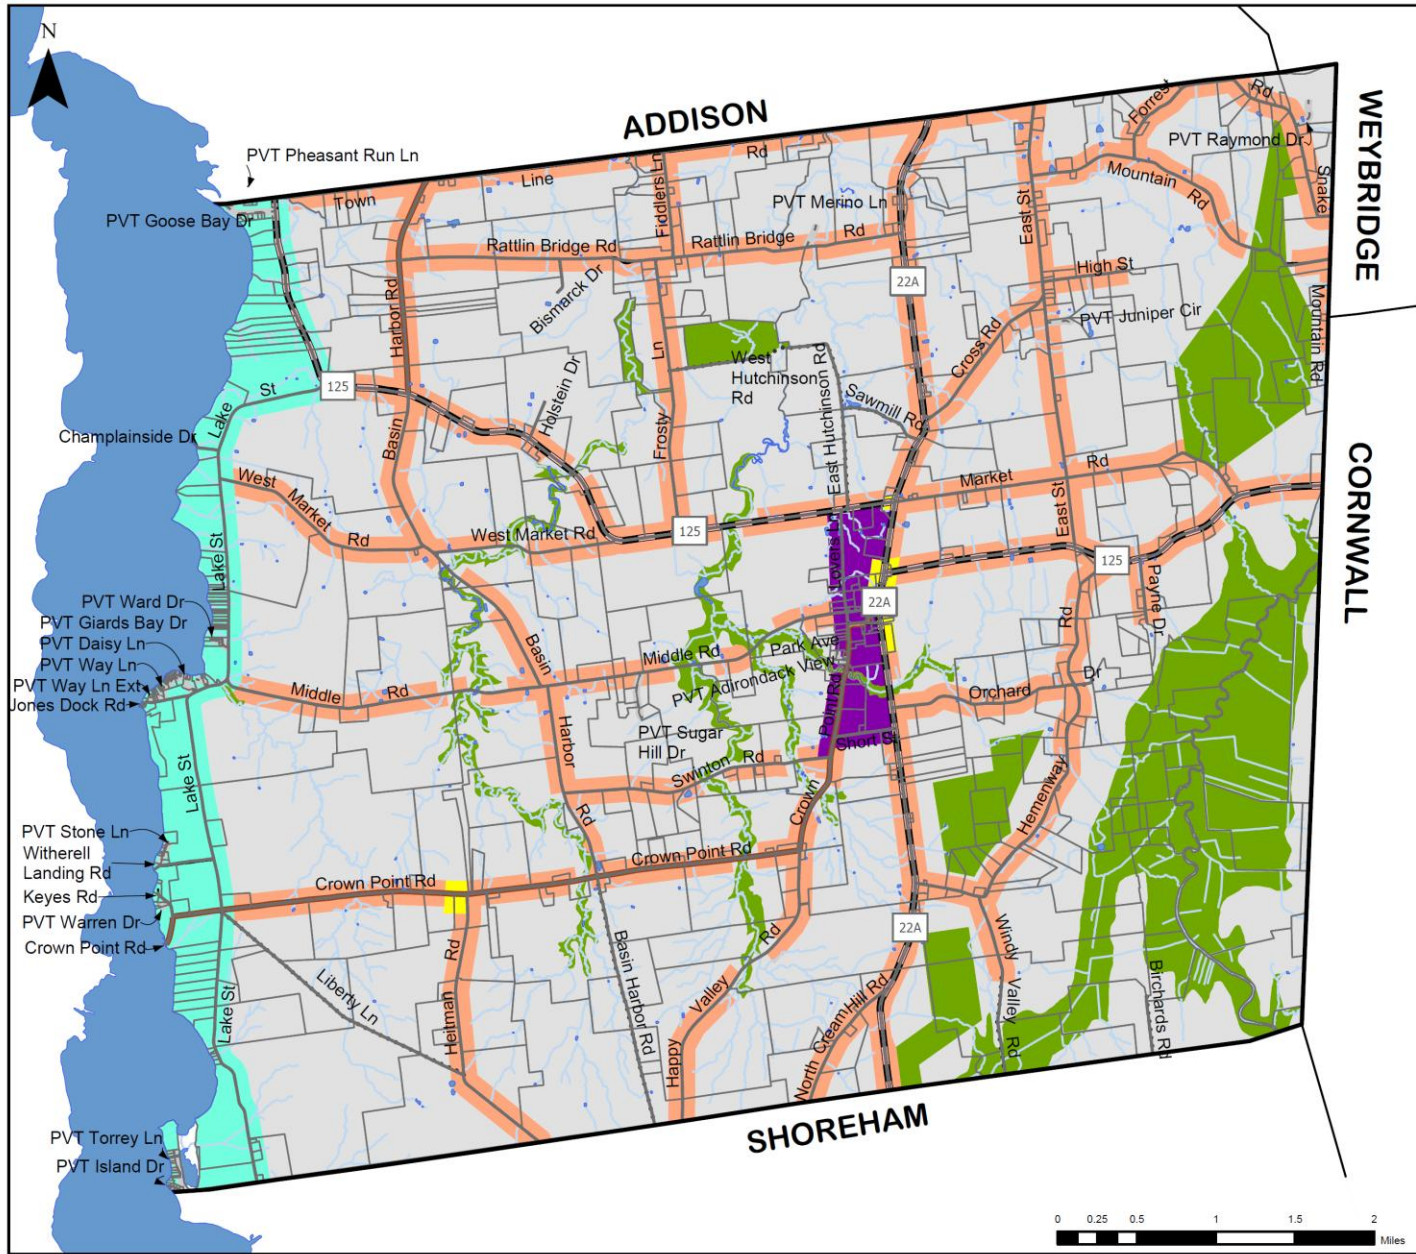 N
ADDISON
WEYBRIDGE
CORNWALL
SHOREHAM
PVT Pheasant Run Ln
PVT Goose Bay Dr
Town
Line
Rd
Fiddlers Ln
PVT Merino Ln
Rattlin Bridge Rd
Rattlin Bridge
Rd
Bismarck Dr
22A
East St
Forrest
Rd
PVT Raymond Dr
Snake
Mountain
Rd
Mountain Rd
High St
PVT Juniper Cir
Cross Rd
Harbor Rd
Basin
Ln
Frosty
West
Hutchinson
Rd
East Hutchinson Rd
Sawmill Rd
125
St
Lake
Champlainside Dr
Holstein Dr
West
Market
Rd
West Market Rd
125
Market
Rd
East St
Lovers Ln
125
22A
Payne Dr
Lake St
PVT Ward Dr
PVT Giards Bay Dr
PVT Daisy Ln
PVT Way Ln
PVT Way Ln Ext
Jones Dock Rd
Middle
Rd
Basin
Middle Rd
Park Ave
PVT Adirondack View
Rd
Orchard
Dr
Point Rd
PVT Sugar
Hill Dr
Short St
Harbor
Rd
Swinton Rd
Crown
Hemenway
Lake St
PVT Stone Ln
Witherell
Landing Rd
Keyes Rd
PVT Warren Dr
Crown Point Rd
Crown Point Rd
Crown Point Rd
22A
Lake St
Liberty Ln
Rd
Heitman
Basin Harbor Rd
Happy
Valley
Rd
North Cream Hill Rd
Windy
Valley Rd
Birchards Rd
PVT Torrey Ln
PVT Island Dr
0 0.25 0.5 1 1.5 2
Miles